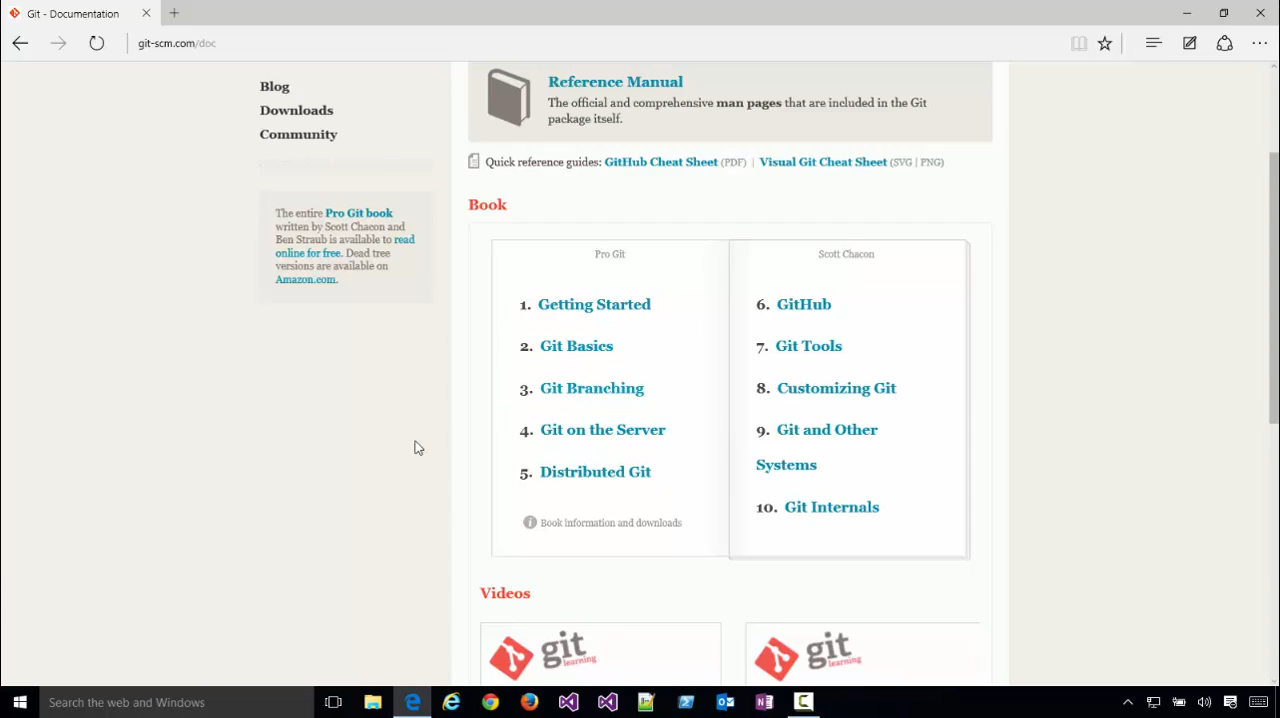 Git - Documentation
git-scm.com/doc
Blog
Downloads
Community
The entire Pro Git book
written by Scott Chacon and
Ben Straub is available to read
online for free. Dead tree
versions are available on
Amazon.com.
Reference Manual
The official and comprehensive man pages that are included in the Git
package itself.
Quick reference guides: GitHub Cheat Sheet (PDF) | Visual Git Cheat Sheet (SVG | PNG)
Book
Pro Git
1. Getting Started
2. Git Basics
3. Git Branching
4. Git on the Server
5. Distributed Git
Book information and downloads
Scott Chacon
6. GitHub
7. Git Tools
8. Customizing Git
9. Git and Other
Systems
10. Git Internals
Videos
git
learning
git
learning
Search the web and Windows